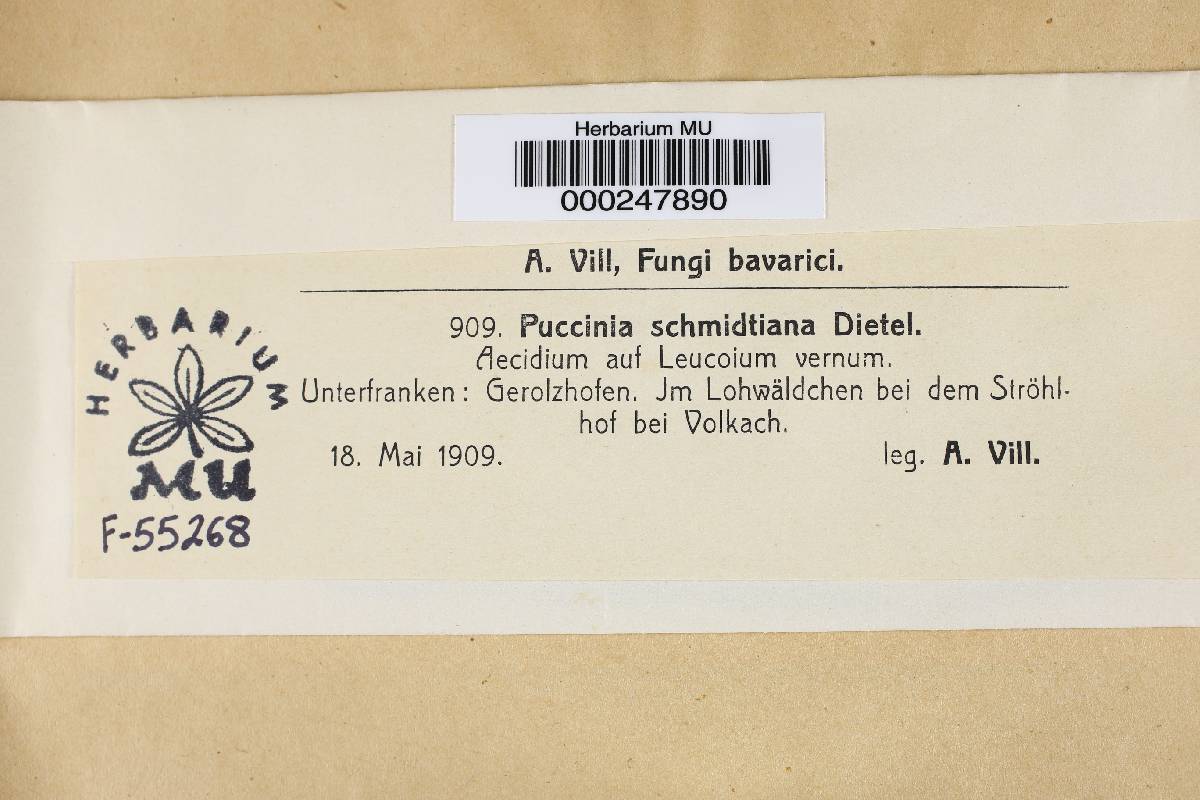 Herbarium MU
000247890
A. Vill, Fungi bavarici.
909. Puccinia schmidtiana Dietel.
Aecidium auf Leucoium vernum.
Unterfranken: Gerolzhofen. Jm Lohwäldchen bei dem Ströhl-
hof bei Volkach.
18. Mai 1909. leg. A. Vill.
HERBARIUM
MU
F-55268